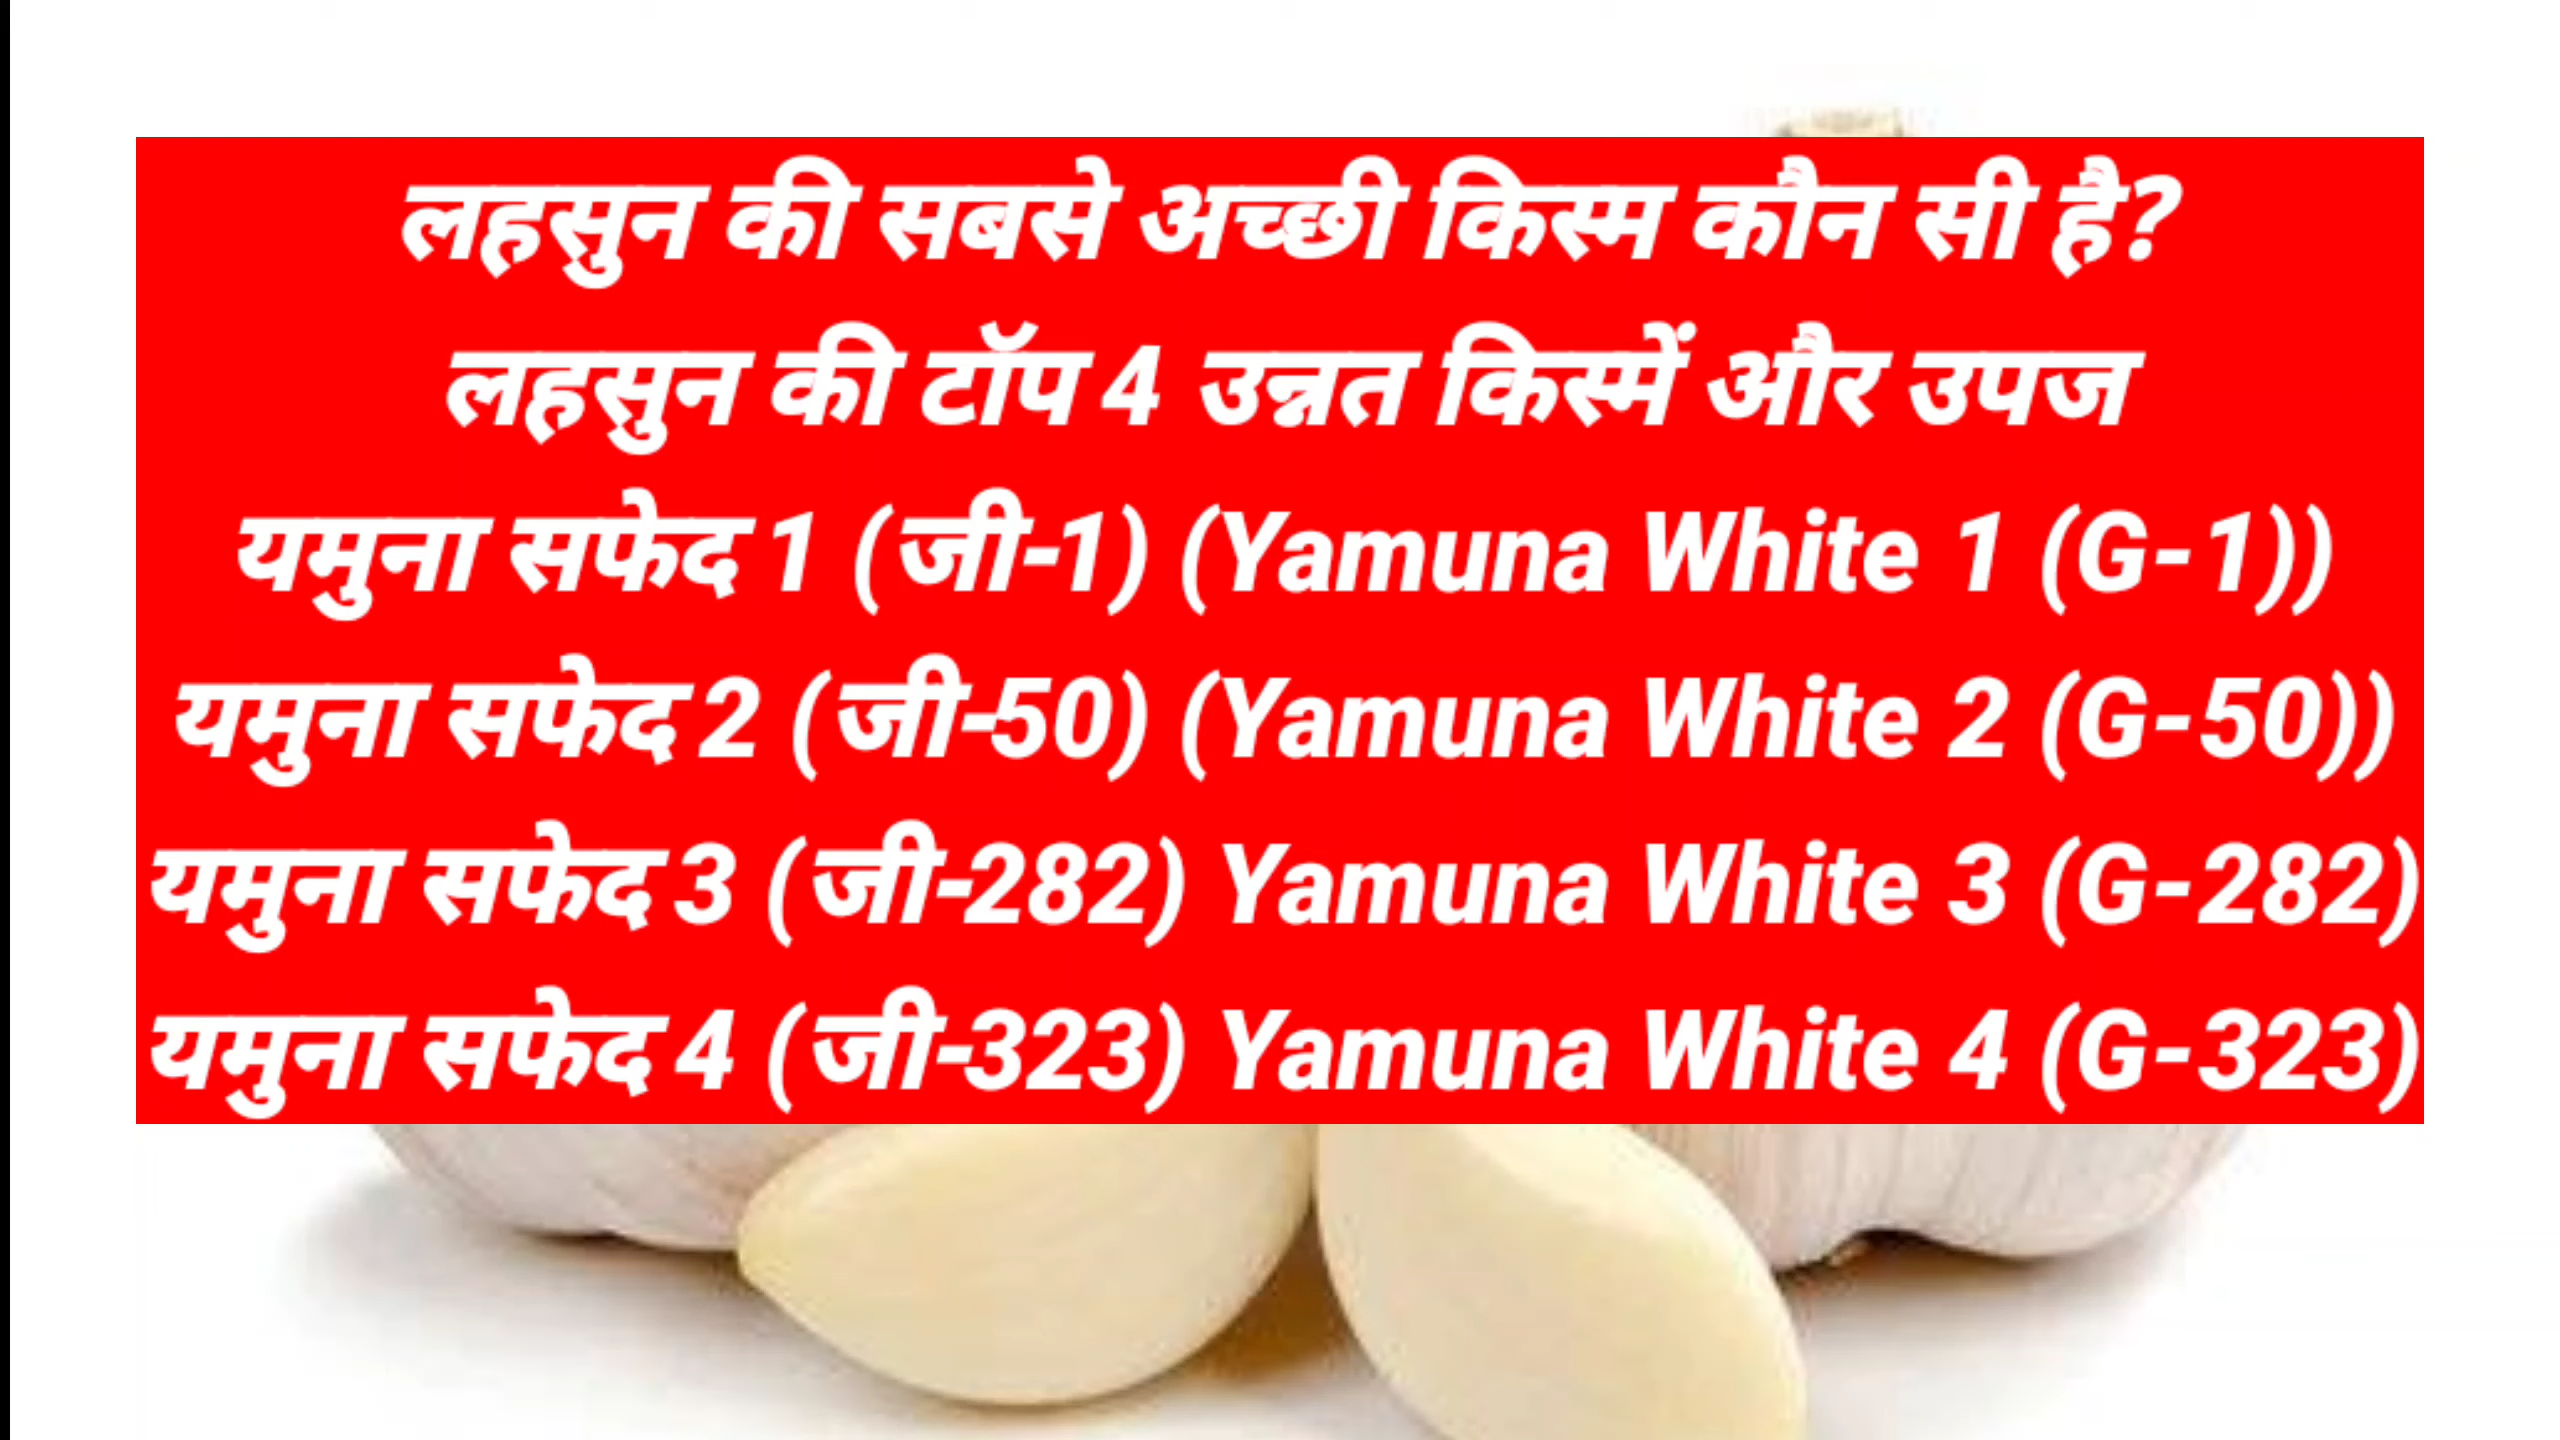 लहसुन की सबसे अच्छी किस्म कौन सी है?
लहसुन की टॉप 4 उन्नत किस्में और उपज
यमुना सफेद 1 (जी-1) (Yamuna White 1 (G-1))
यमुना सफेद 2 (जी-50) (Yamuna White 2 (G-50))
यमुना सफेद 3 (जी-282) Yamuna White 3 (G-282)
यमुना सफेद 4 (जी-323) Yamuna White 4 (G-323)